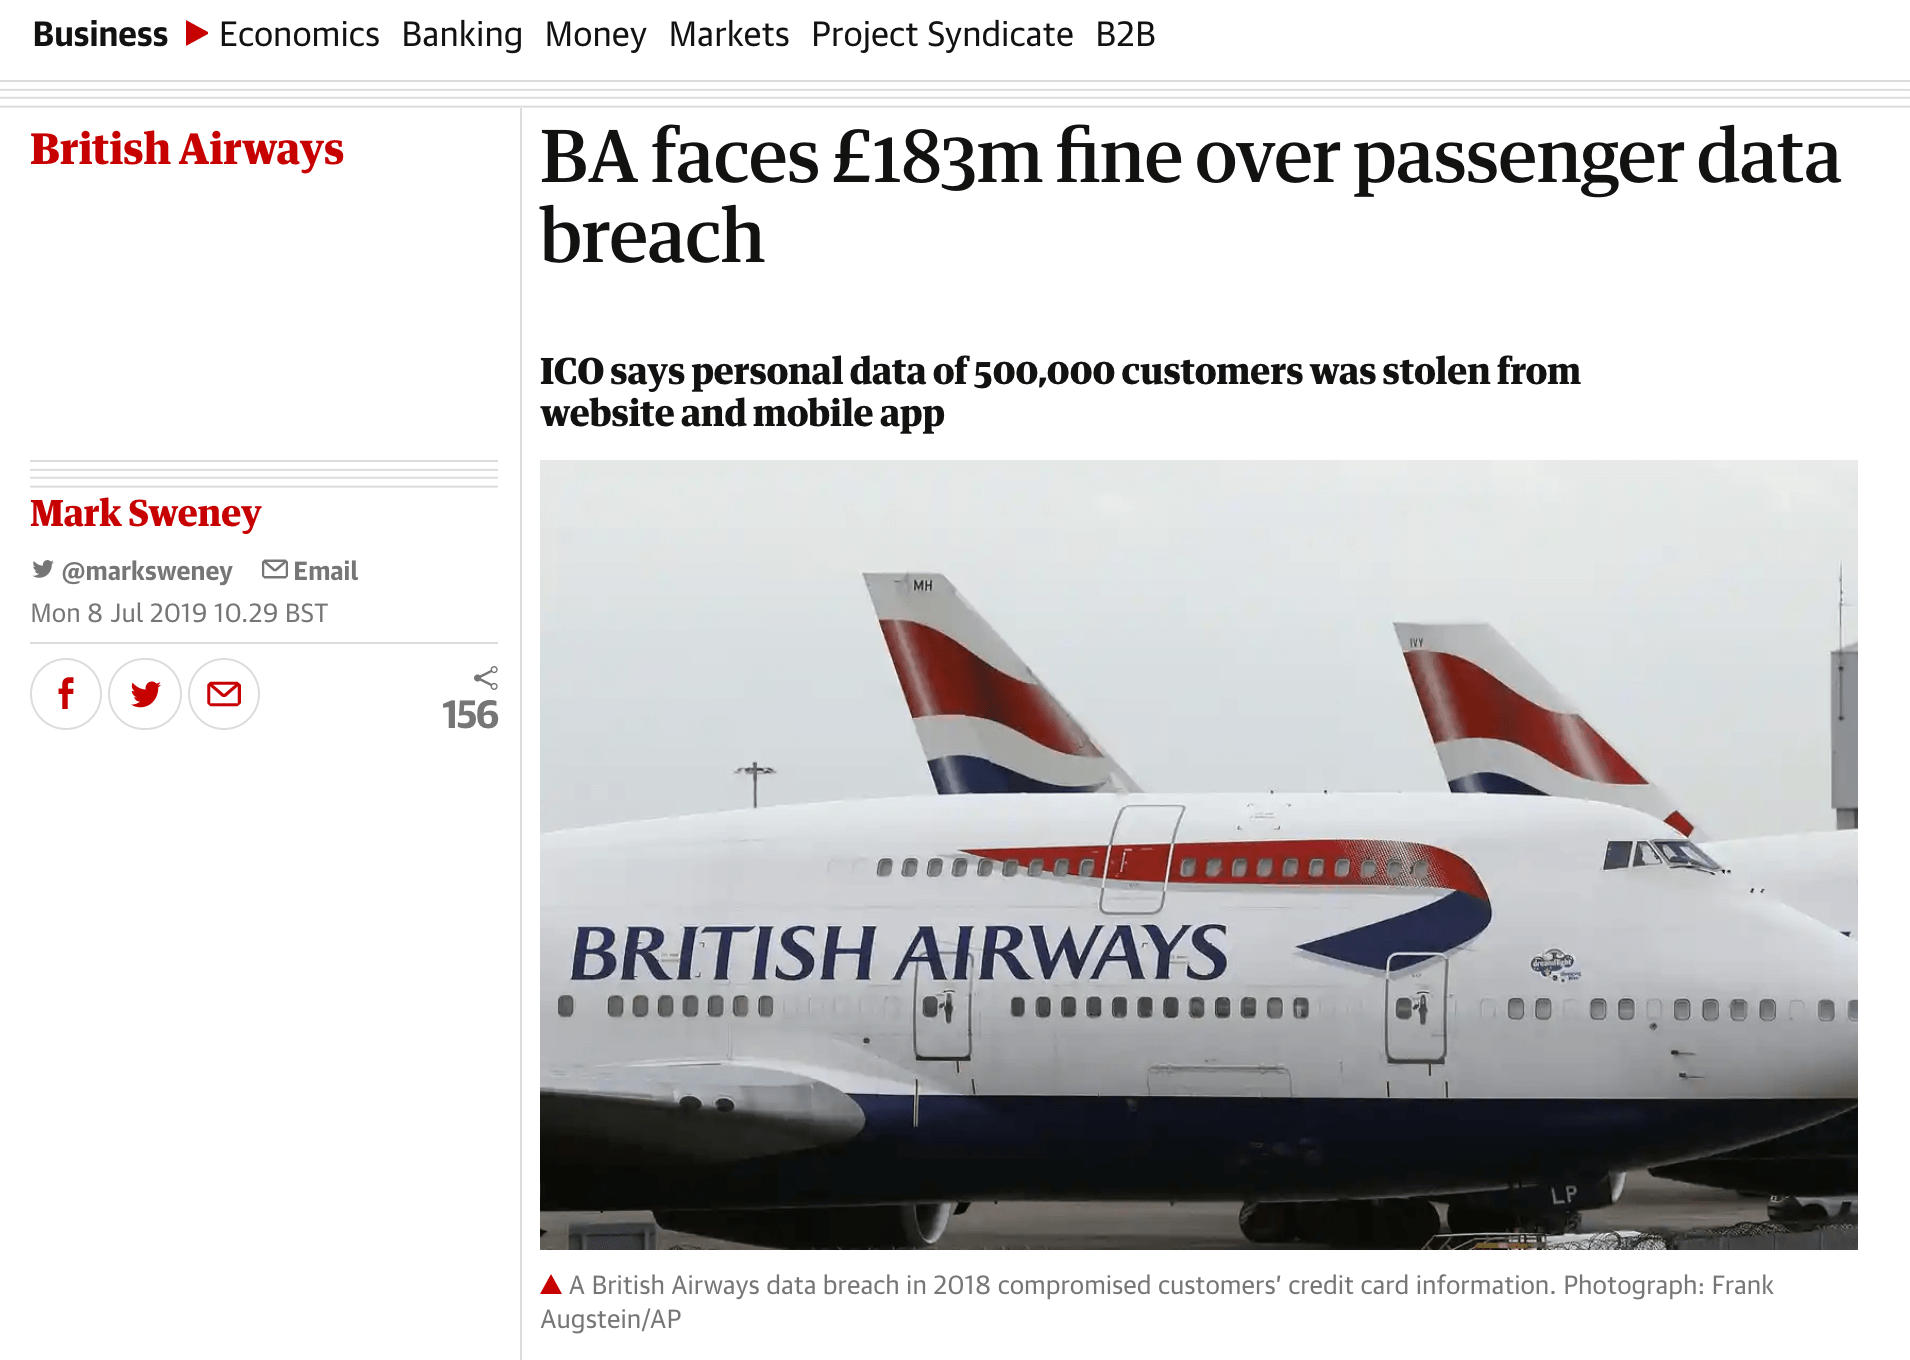 Business Economics Banking Money Markets Project Syndicate B2B
British Airways
BA faces £183m fine over passenger data
breach
ICO says personal data of 500,000 customers was stolen from
website and mobile app
Mark Sweney
@marksweney Email
Mon 8 Jul 2019 10.29 BST
156
MH
IVY
BRITISH AIRWAYS
LP
A British Airways data breach in 2018 compromised customers' credit card information. Photograph: Frank
Augstein/AP